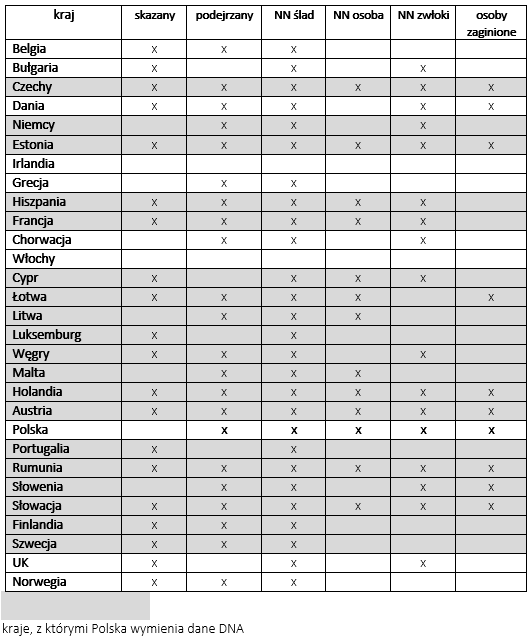 kraj skazany podejrzany NN ślad NN osoba NN zwłoki osoby zaginione
Belgia x x x
Bułgaria x x x
Czechy x x x x x x
Dania x x x x x
Niemcy x x x
Estonia x x x x x x
Irlandia
Grecja x x
Hiszpania x x x x x
Francja x x x x x
Chorwacja x x x
Włochy
Cypr x x x x
Łotwa x x x x x
Litwa x x x
Luksemburg x x
Węgry x x x x
Malta x x x
Holandia x x x x x x
Austria x x x x x x
Polska x x x x x
Portugalia x x
Rumunia x x x x x x
Słowenia x x x x
Słowacja x x x x x x
Finlandia x x x
Szwecja x x x
UK x x x
Norwegia x x x
kraje, z którymi Polska wymienia dane DNA